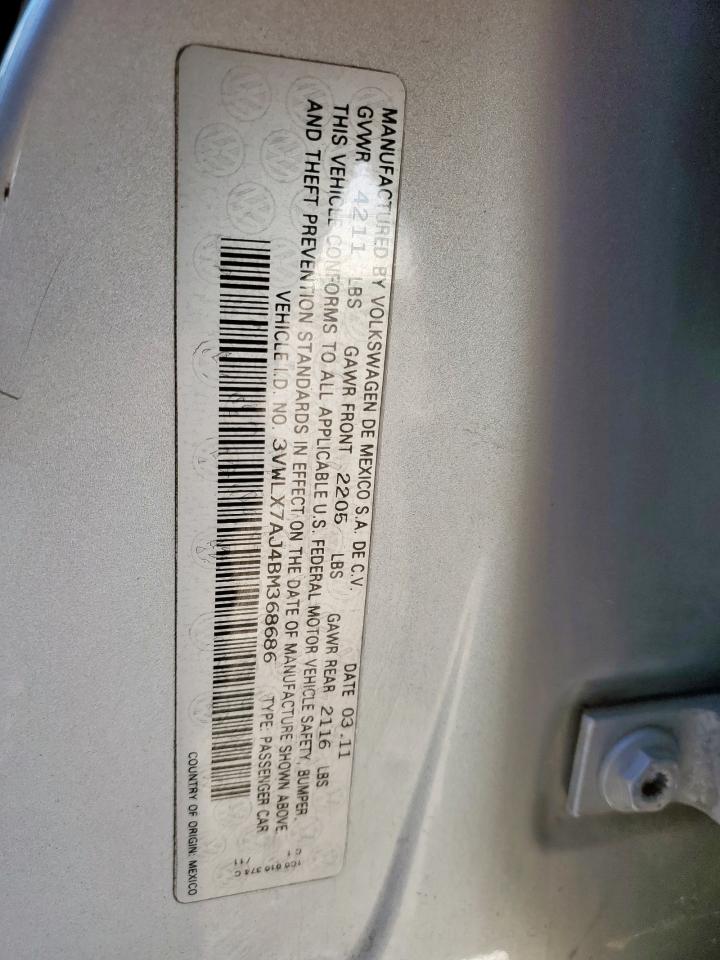 MANUFACTURED BY VOLKSWAGEN DE MEXICO S.A. DE C.V.
DATE 03.11
GVWR 4211 LBS GAWR FRONT 2205 LBS GAWR REAR 2116 LBS
THIS VEHICLE CONFORMS TO ALL APPLICABLE U.S. FEDERAL MOTOR VEHICLE SAFETY, BUMPER
AND THEFT PREVENTION STANDARDS IN EFFECT ON THE DATE OF MANUFACTURE SHOWN ABOVE.
VEHICLE I.D. NO. 3VWLX7AJ4BM368686 TYPE: PASSENGER CAR
COUNTRY OF ORIGIN: MEXICO